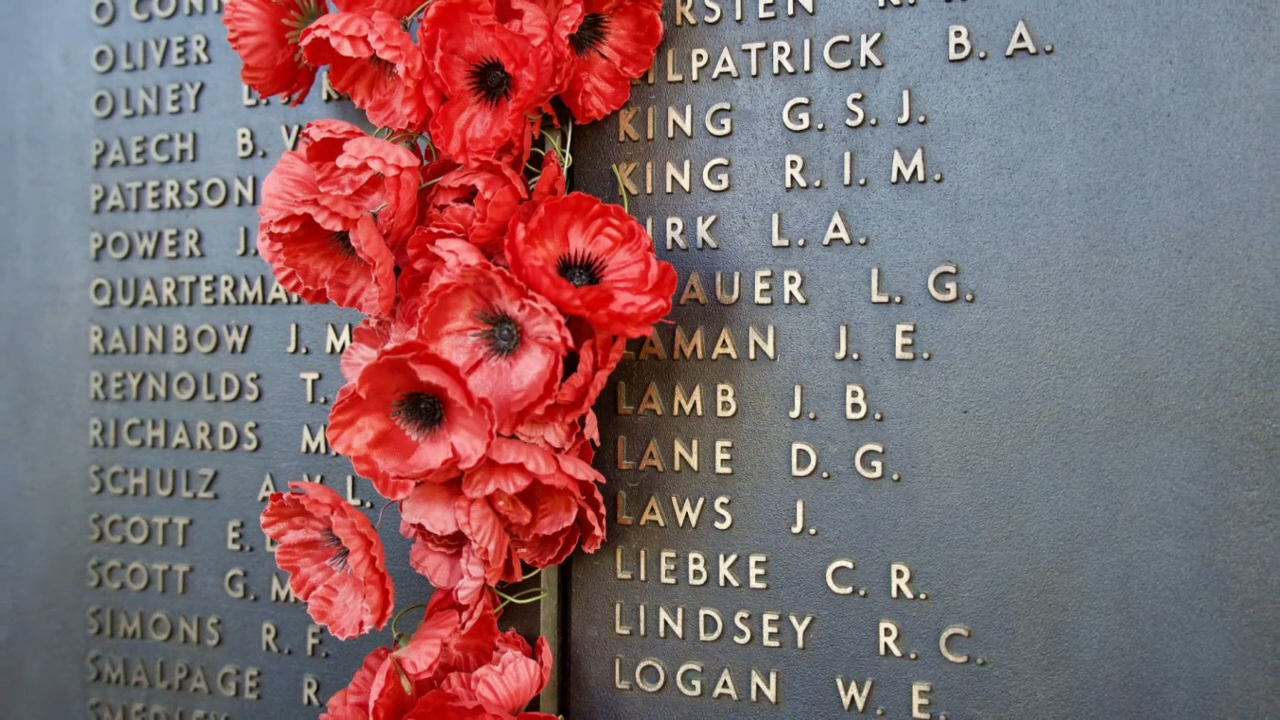 OLIVER
OLNEY
PAECH B. V
PATERSON
POWER J.
RAINBOW J. M
REYNOLDS T.
RICHARDS M
SCHULZ A. V. L.
SCOTT E.
SCOTT G. M
SIMONS R. F.
SMALPAGE R
B. A.
KING G. S. J.
KING R. I. M.
L. A.
L. G.
LAMAN J. E.
LAMB J. B.
LANE D. G.
LAWS J.
LIEBKE C. R.
LINDSEY R. C.
LOGAN W. E.